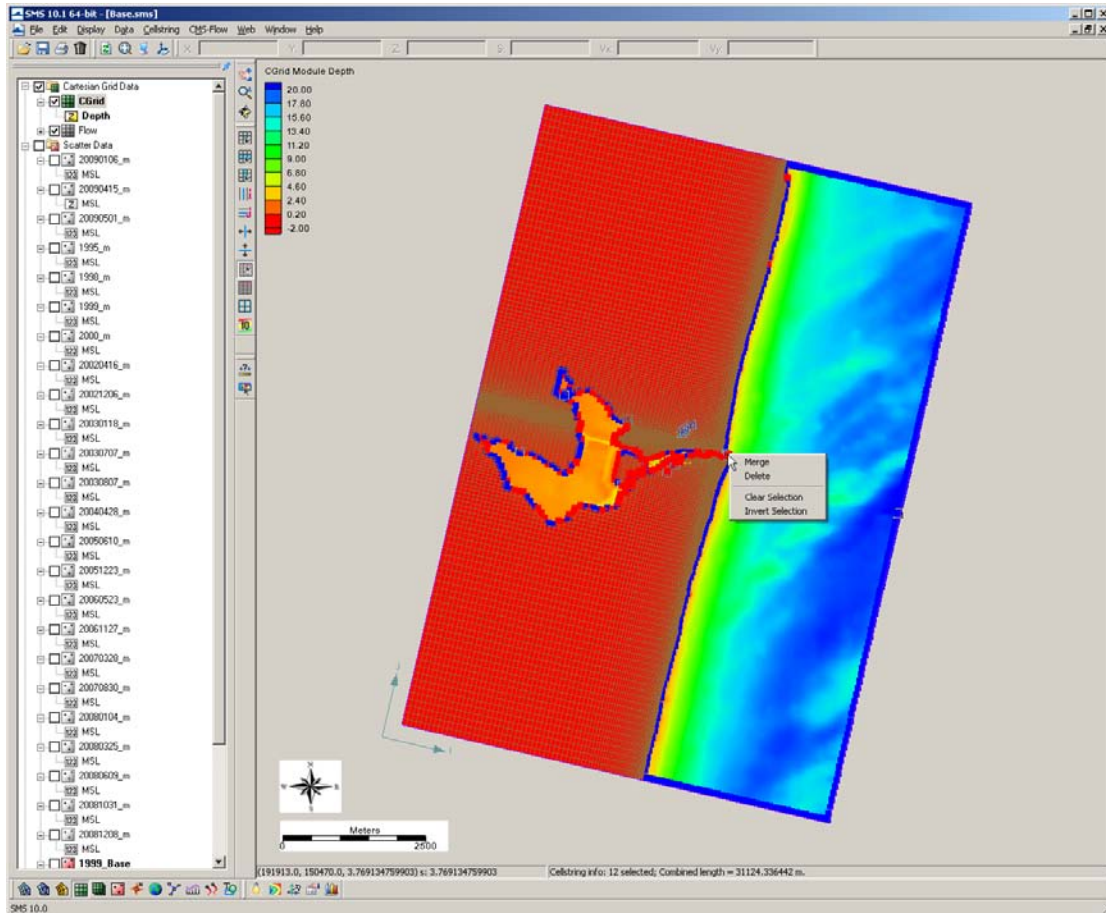 SMS 10.1 64-bit - [Base.sms]
File Edit Display Data Cellstring CMS-Flow Web Window Help
X: Y: Z: S: Vx: Vy:
Cartesian Grid Data
CGrid
Depth
Flow
Scatter Data
20090106_m
MSL
20090415_m
MSL
20090501_m
MSL
1995_m
MSL
1998_m
MSL
1999_m
MSL
2000_m
MSL
20020416_m
MSL
20021206_m
MSL
20030118_m
MSL
20030707_m
MSL
20030807_m
MSL
20040428_m
MSL
20050610_m
MSL
20051223_m
MSL
20060523_m
MSL
20061127_m
MSL
20070328_m
MSL
20070830_m
MSL
20080104_m
MSL
20080325_m
MSL
20080609_m
MSL
20081031_m
MSL
20081208_m
MSL
1999_Base
CGrid Module Depth
20.00
17.80
15.60
13.40
11.20
9.00
6.80
4.60
2.40
0.20
-2.00
Merge
Delete
Clear Selection
Invert Selection
N
Meters
0 2500
(191913.0, 150470.0, 3.769134759903) s: 3.769134759903
Cellstring info: 12 selected; Combined length = 31124.336442 m.
SMS 10.0